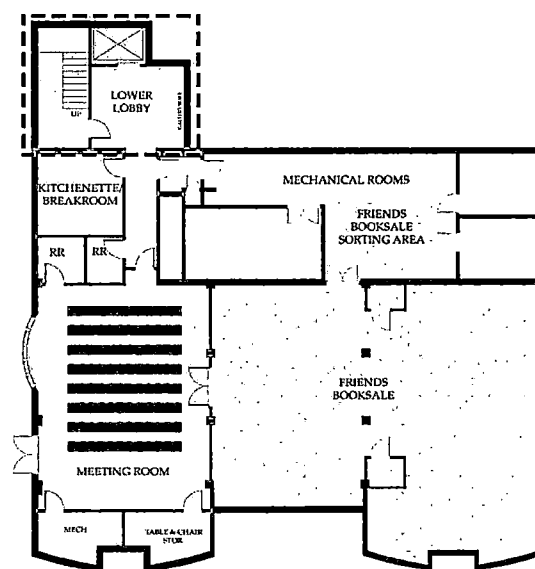 LOWER
LOBBY
UP
KITCHENETTE/
BREAKROOM
MECHANICAL ROOMS
FRIENDS
BOOKSALE
SORTING AREA
RR
RR
FRIENDS
BOOKSALE
MEETING ROOM
MECH
TABLE & CHAIR
STOR